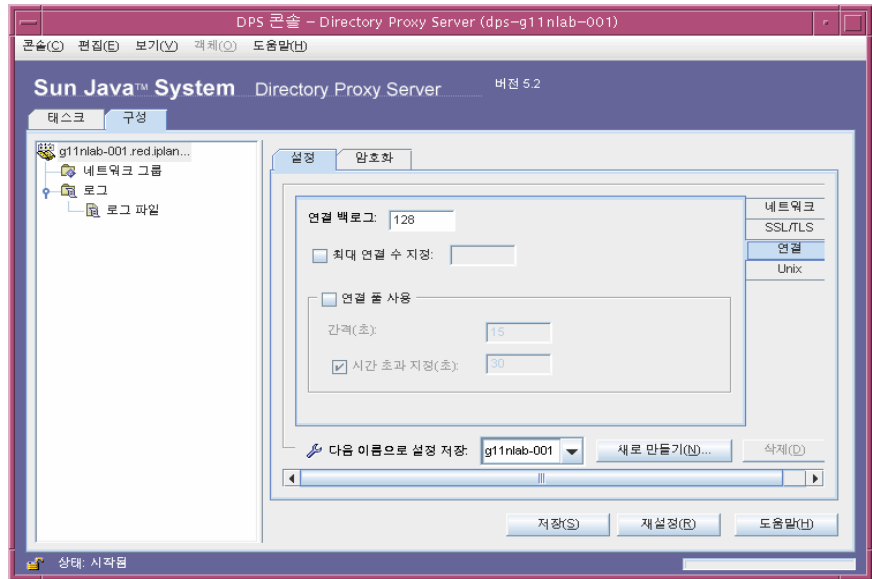 DPS 콘솔 – Directory Proxy Server (dps-g11nlab-001)
콘솔(C) 편집(E) 보기(V) 객체(O) 도움말(H)
Sun Java™ System Directory Proxy Server 버전 5.2
태스크 구성
g11nlab-001.red.iplan...
네트워크 그룹
로그
로그 파일
설정 암호화
연결 백로그: 128
최대 연결 수 지정:
연결 풀 사용
간격(초): 15
시간 초과 지정(초): 30
네트워크
SSL/TLS
연결
Unix
다음 이름으로 설정 저장: g11nlab-001 새로 만들기(N)... 삭제(D)
저장(S) 재설정(R) 도움말(H)
상태: 시작됨